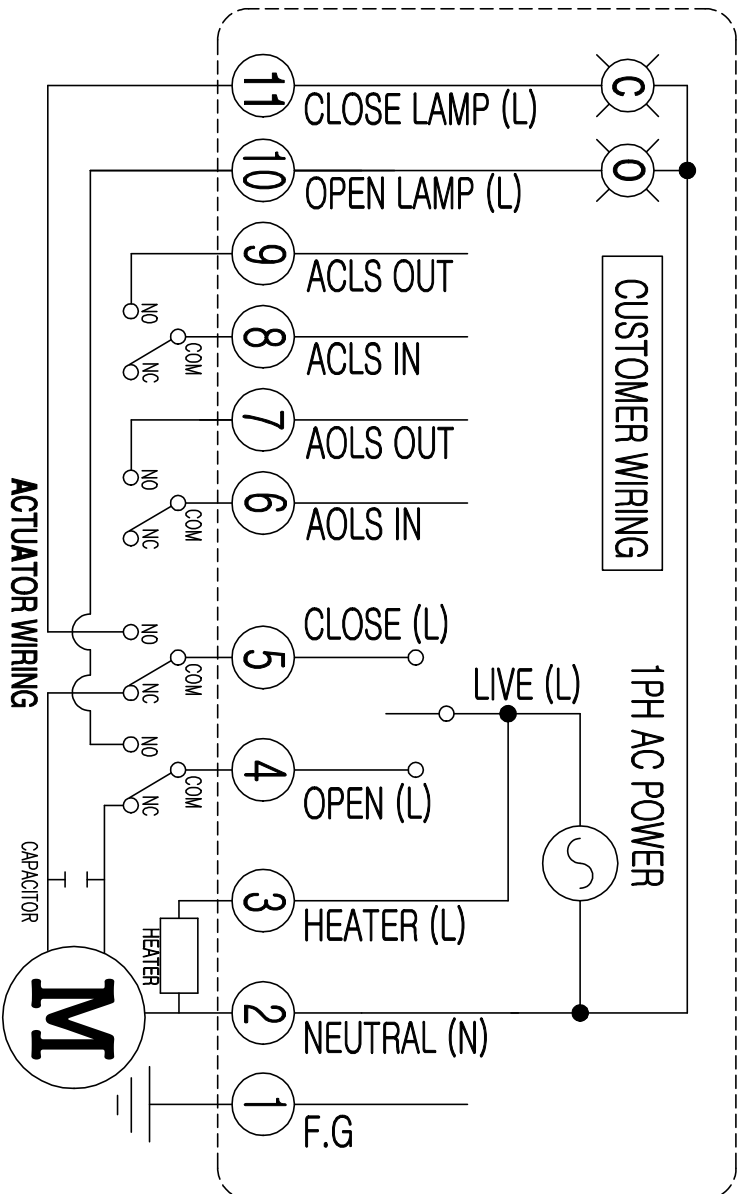 11
CLOSE LAMP (L)
C
10
OPEN LAMP (L)
O
9
ACLS OUT
NO
8
ACLS IN
COM
NC
7
AOLS OUT
NO
6
AOLS IN
COM
NC
CUSTOMER WIRING
ACTUATOR WIRING
5
CLOSE (L)
NO
COM
NC
LIVE (L)
1PH AC POWER
4
OPEN (L)
NO
COM
NC
3
HEATER (L)
CAPACITOR
HEATER
M
2
NEUTRAL (N)
1
F.G